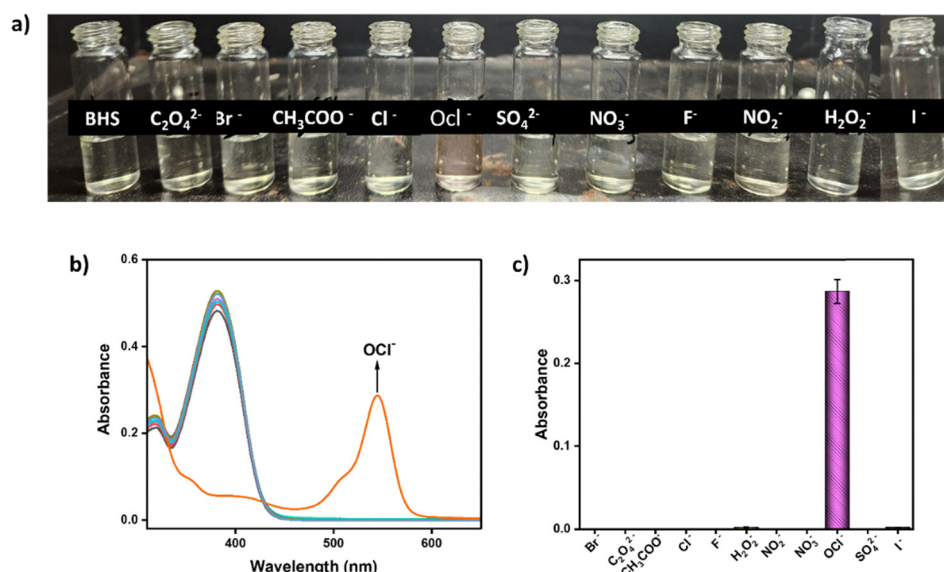 a)
BHS C₂O₄²⁻ Br⁻ CH₃COO⁻ Cl⁻ Ocl⁻ SO₄²⁻ NO₃⁻ F⁻ NO₂⁻ H₂O₂⁻ I⁻
b)
0.6
0.4
0.2
0.0
Absorbance
OCl⁻
400 500 600
Wavelength (nm)
c)
0.3
0.2
0.1
0.0
Absorbance
Br⁻ C₂O₄²⁻ CH₃COO⁻ Cl⁻ F⁻ H₂O₂⁻ NO₂⁻ NO₃⁻ OCl⁻ SO₄²⁻ I⁻